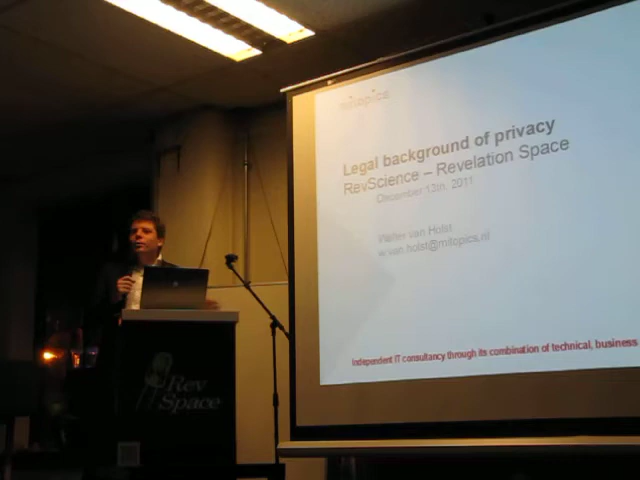 mitopics
Legal background of privacy
RevScience – Revelation Space
December 13th, 2011
Walter van Holst
w.van.holst@mitopics.nl
Independent IT consultancy through its combination of technical, business
Rev
Space